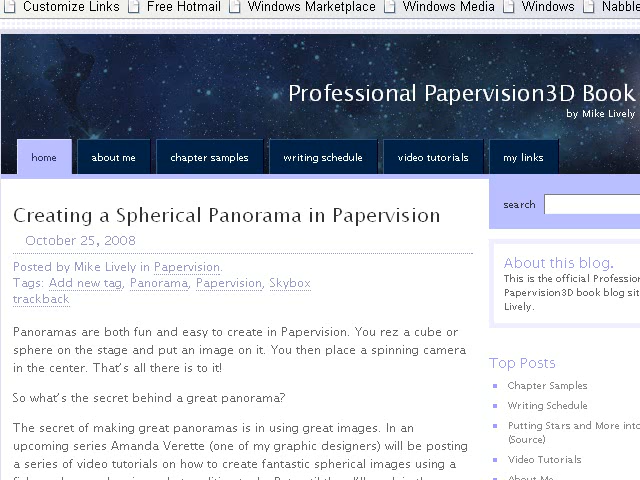 Customize Links Free Hotmail Windows Marketplace Windows Media Windows Nabble
Professional Papervision3D Book
by Mike Lively
home about me chapter samples writing schedule video tutorials my links
search
Creating a Spherical Panorama in Papervision
October 25, 2008
Posted by Mike Lively in Papervision.
Tags: Add new tag, Panorama, Papervision, Skybox
trackback
Panoramas are both fun and easy to create in Papervision. You rez a cube or
sphere on the stage and put an image on it. You then place a spinning camera
in the center. That's all there is to it!
So what's the secret behind a great panorama?
The secret of making great panoramas is in using great images. In an
upcoming series Amanda Verette (one of my graphic designers) will be posting
a series of video tutorials on how to create fantastic spherical images using a
About this blog.
This is the official Profession
Papervision3D book blog sit
Lively.
Top Posts
Chapter Samples
Writing Schedule
Putting Stars and More into
(Source)
Video Tutorials
About Me